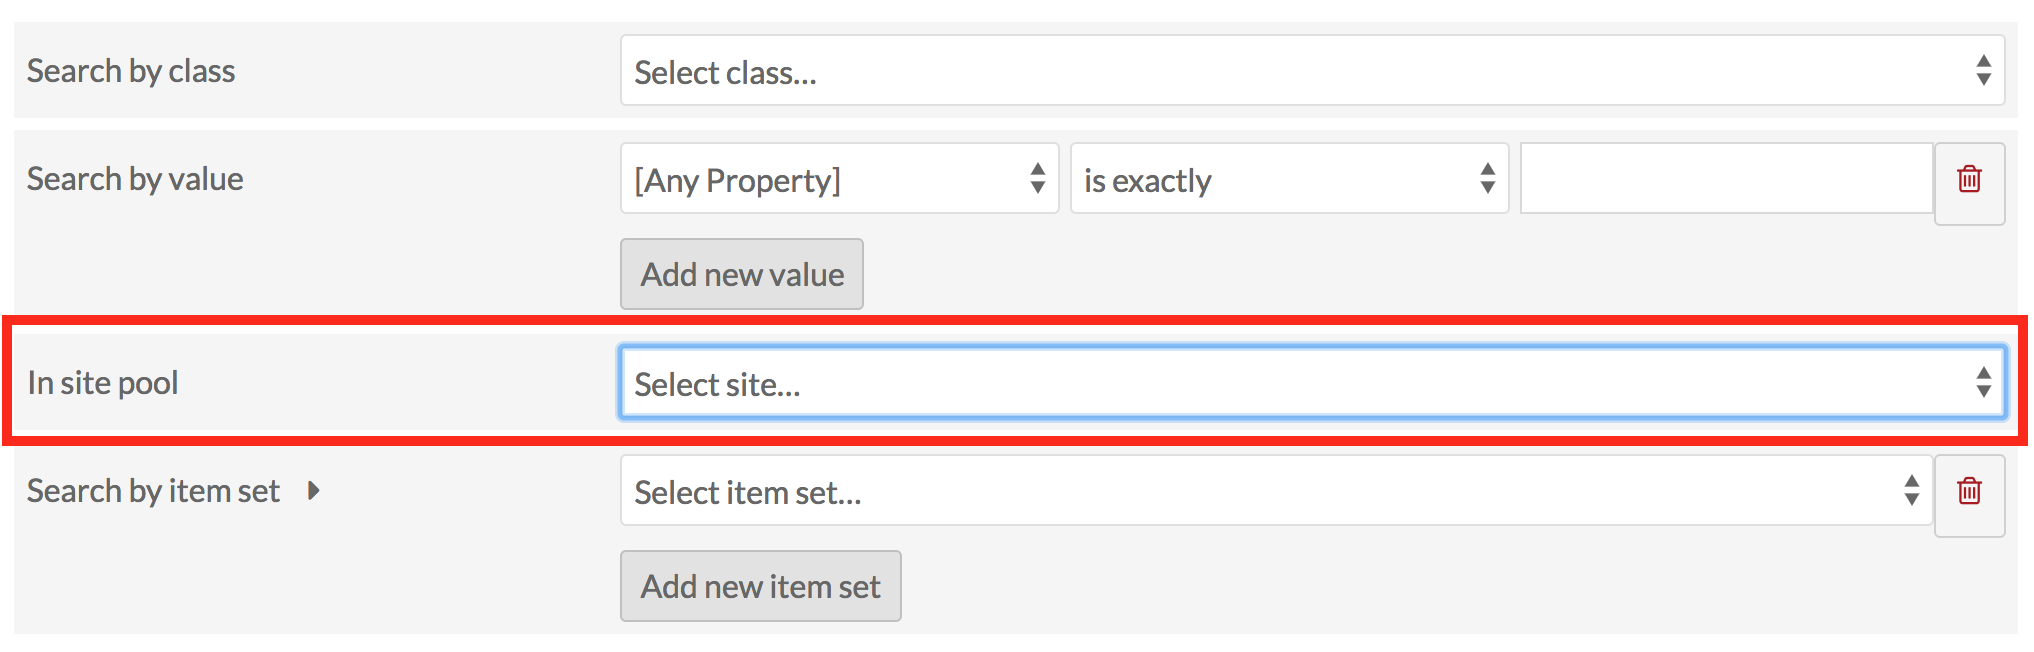 Search by class
Select class...
Search by value
[Any Property]
is exactly
Add new value
In site pool
Select site...
Search by item set
Select item set...
Add new item set